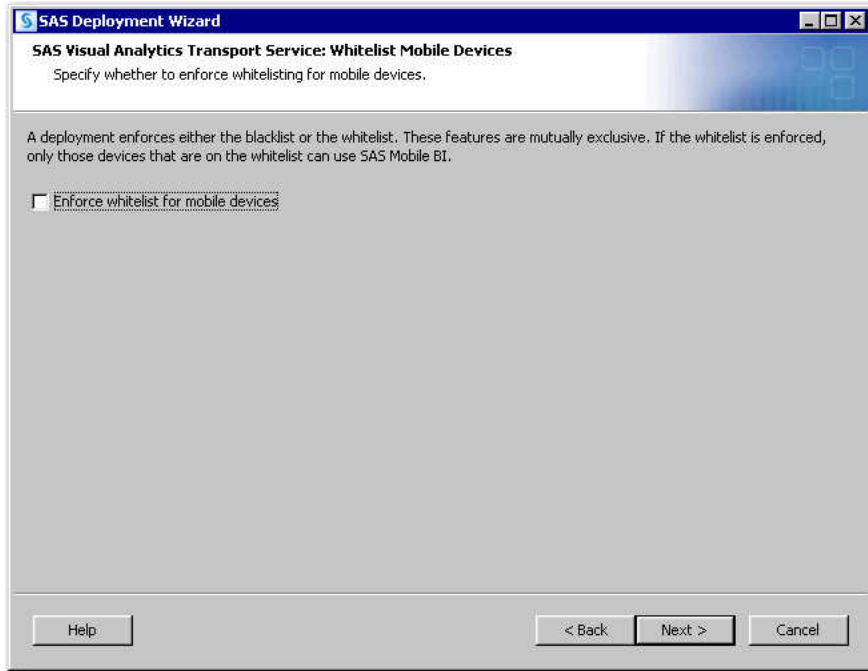 SAS Deployment Wizard
SAS Visual Analytics Transport Service: Whitelist Mobile Devices
Specify whether to enforce whitelisting for mobile devices.
A deployment enforces either the blacklist or the whitelist. These features are mutually exclusive. If the whitelist is enforced,
only those devices that are on the whitelist can use SAS Mobile BI.
Enforce whitelist for mobile devices
Help
< Back
Next >
Cancel